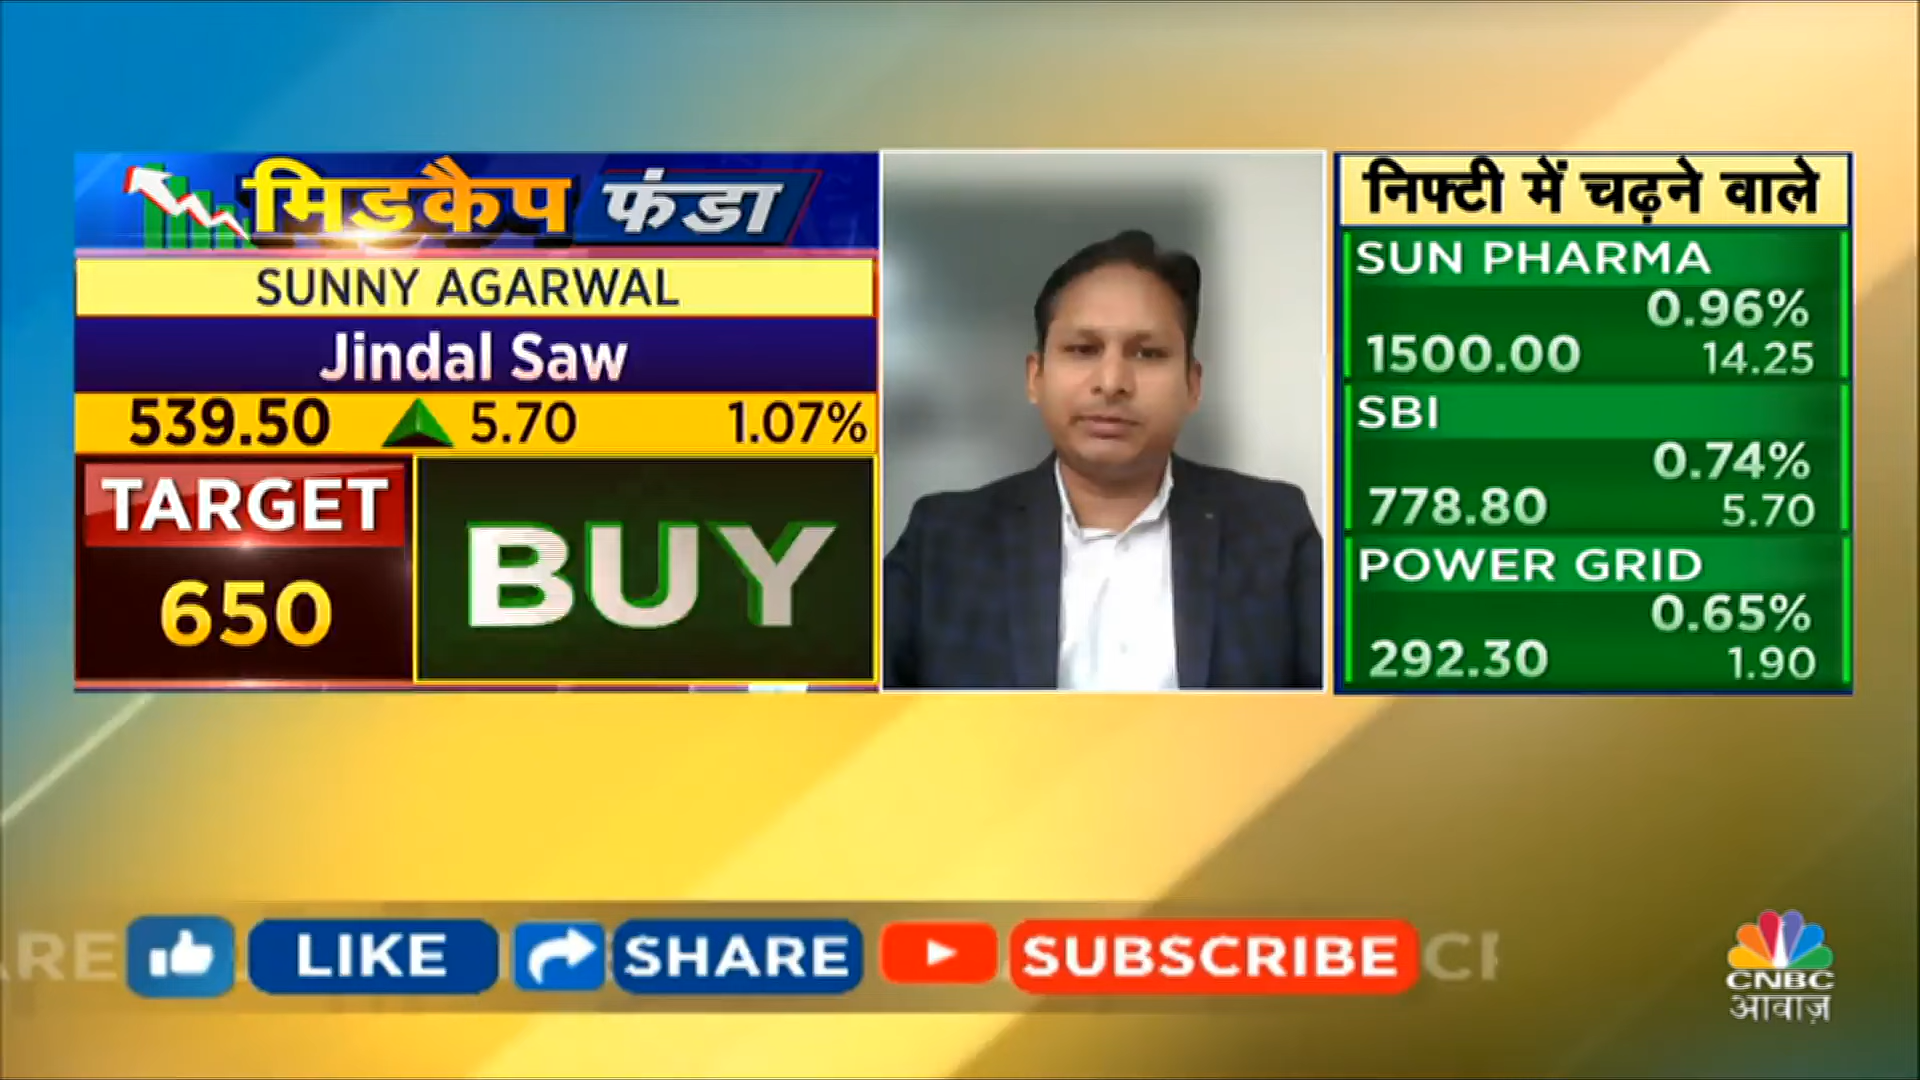 मिडकैप फंडा
SUNNY AGARWAL
Jindal Saw
539.50 5.70 1.07%
TARGET
650
BUY
निफ्टी में चढ़ने वाले
SUN PHARMA
0.96%
1500.00 14.25
SBI
0.74%
778.80 5.70
POWER GRID
0.65%
292.30 1.90
LIKE SHARE SUBSCRIBE
CNBC
आवाज़